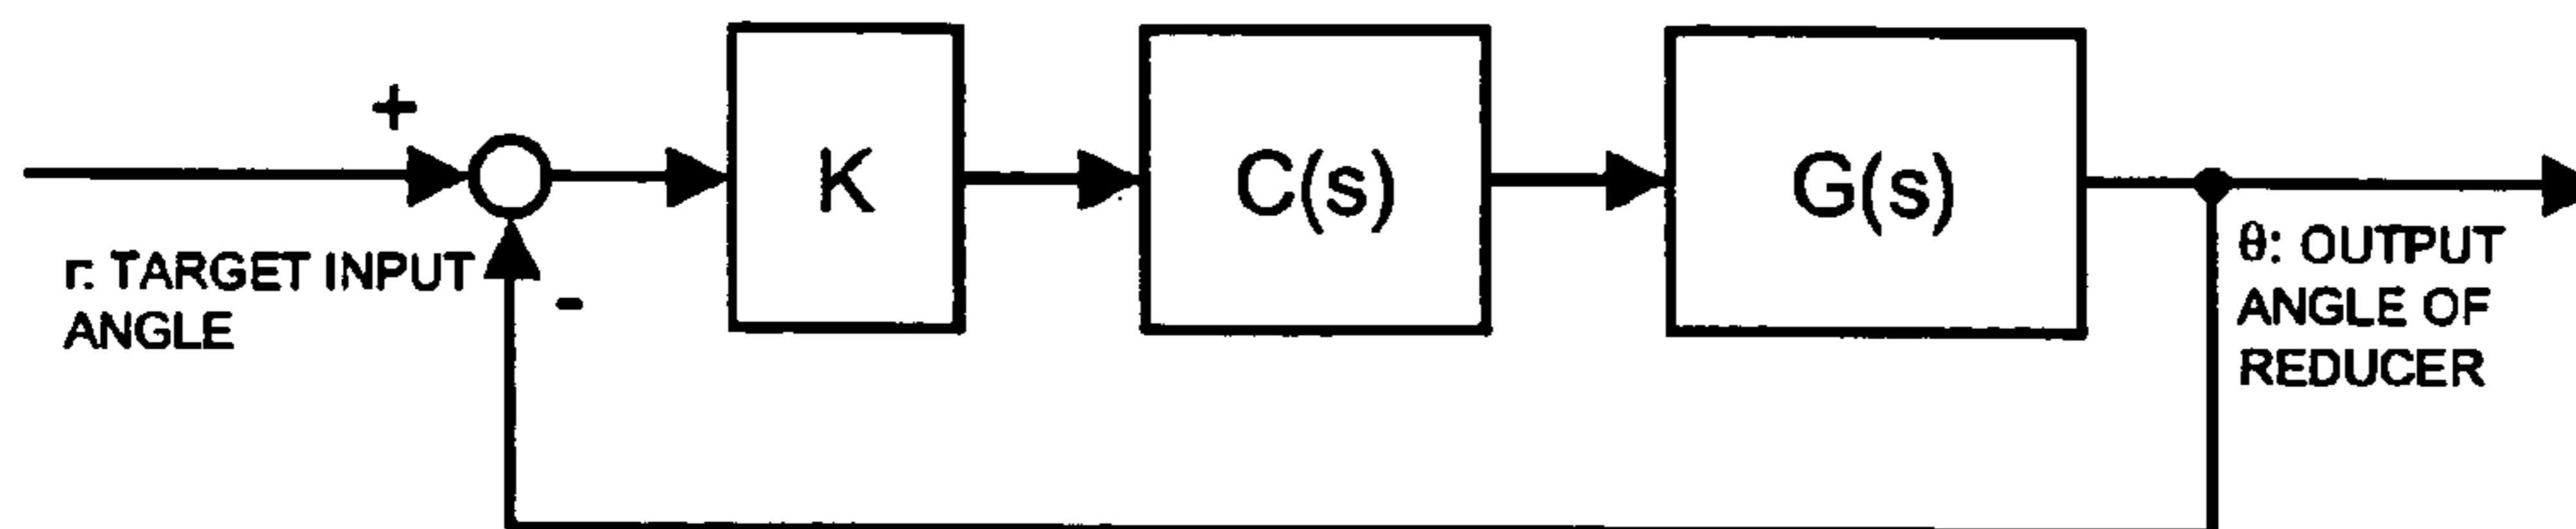 +
K
C(s)
G(s)
r: TARGET INPUT
ANGLE
-
θ: OUTPUT
ANGLE OF
REDUCER